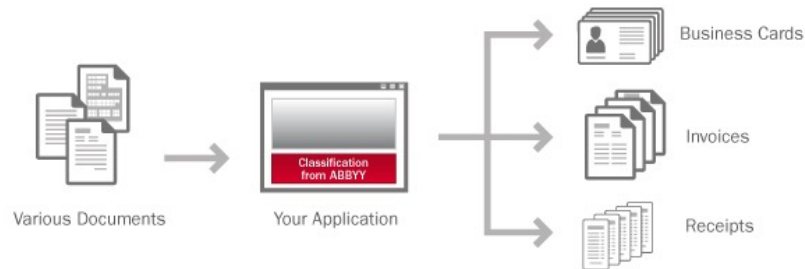 Various Documents
Classification
from ABBYY
Your Application
Business Cards
Invoices
Receipts